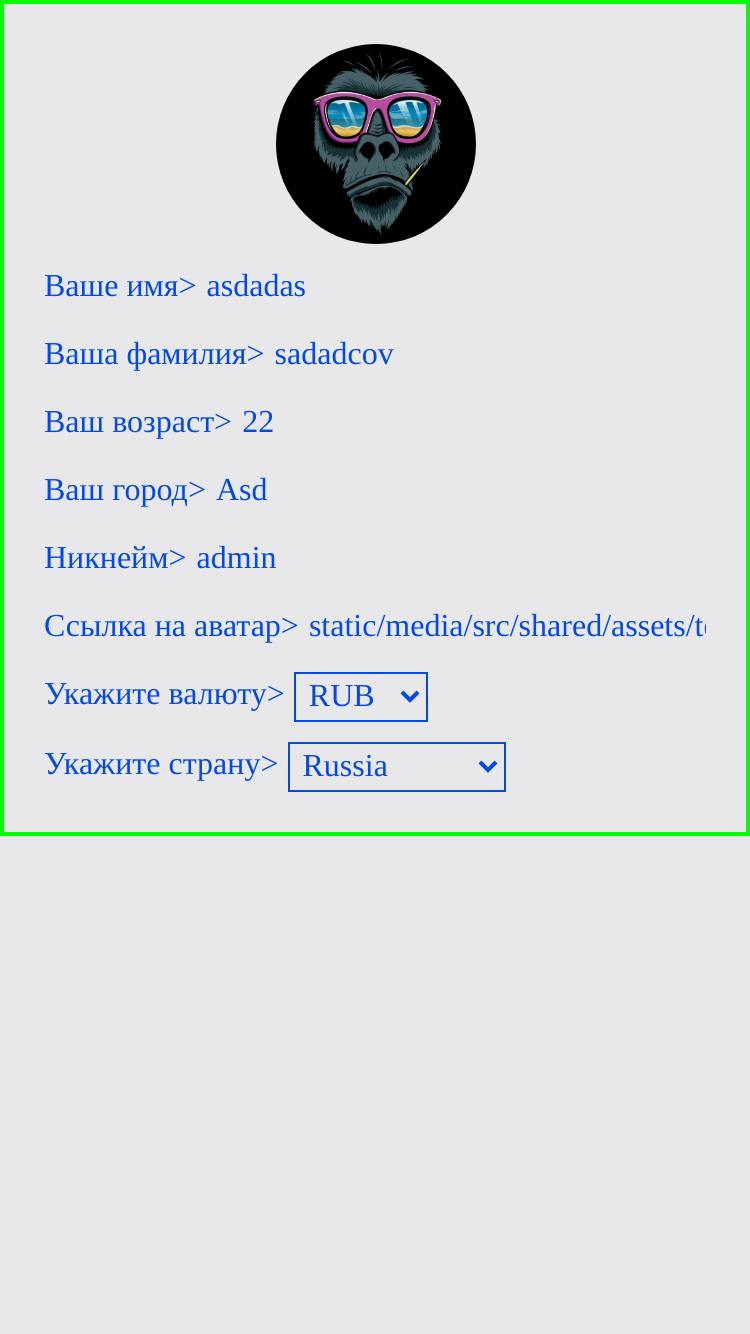 Ваше имя> asdadas
Ваша фамилия> sadadcov
Ваш возраст> 22
Ваш город> Asd
Никнейм> admin
Ссылка на аватар> static/media/src/shared/assets/t
Укажите валюту> RUB
Укажите страну> Russia